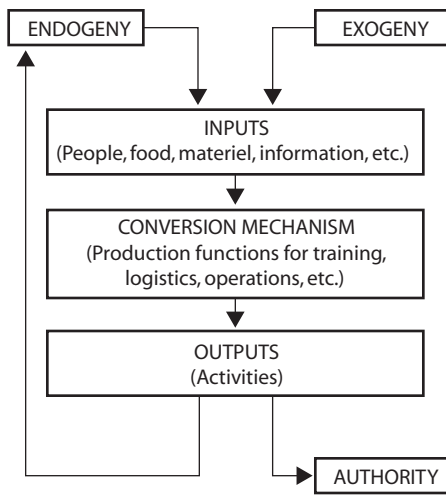 ENDOGENY
EXOGENY
INPUTS
(People, food, materiel, information, etc.)
CONVERSION MECHANISM
(Production functions for training,
logistics, operations, etc.)
OUTPUTS
(Activities)
AUTHORITY